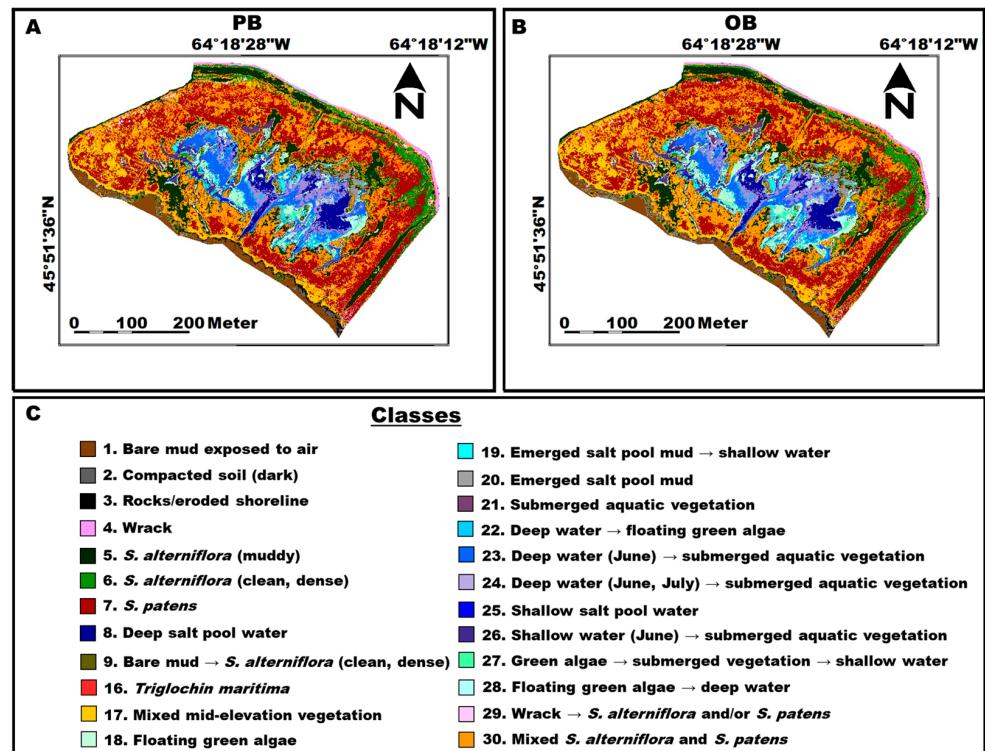 A
PB
64°18'28"W 64°18'12"W
N
45°51'36"N
0 100 200 Meter
B
OB
64°18'28"W 64°18'12"W
N
45°51'36"N
0 100 200 Meter
C
Classes
1. Bare mud exposed to air
2. Compacted soil (dark)
3. Rocks/eroded shoreline
4. Wrack
5. S. alterniflora (muddy)
6. S. alterniflora (clean, dense)
7. S. patens
8. Deep salt pool water
9. Bare mud → S. alterniflora (clean, dense)
16. Triglochin maritima
17. Mixed mid-elevation vegetation
18. Floating green algae
19. Emerged salt pool mud → shallow water
20. Emerged salt pool mud
21. Submerged aquatic vegetation
22. Deep water → floating green algae
23. Deep water (June) → submerged aquatic vegetation
24. Deep water (June, July) → submerged aquatic vegetation
25. Shallow salt pool water
26. Shallow water (June) → submerged aquatic vegetation
27. Green algae → submerged vegetation → shallow water
28. Floating green algae → deep water
29. Wrack → S. alterniflora and/or S. patens
30. Mixed S. alterniflora and S. patens